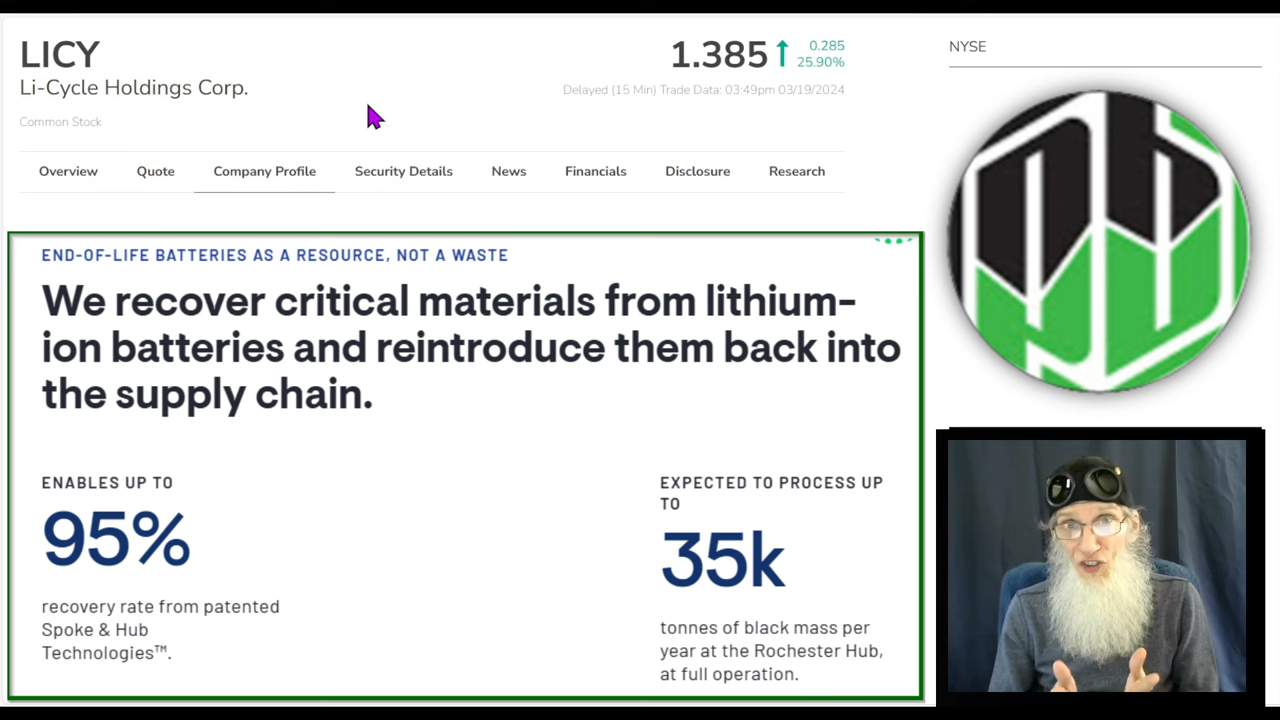 LICY
Li-Cycle Holdings Corp.
Common Stock
1.385 0.285
25.90%
Delayed (15 Min) Trade Data: 03:49pm 03/19/2024
NYSE
Overview Quote Company Profile Security Details News Financials Disclosure Research
END-OF-LIFE BATTERIES AS A RESOURCE, NOT A WASTE
We recover critical materials from lithium-
ion batteries and reintroduce them back into
the supply chain.
ENABLES UP TO
95%
recovery rate from patented
Spoke & Hub
Technologies™.
EXPECTED TO PROCESS UP
TO
35k
tonnes of black mass per
year at the Rochester Hub,
at full operation.